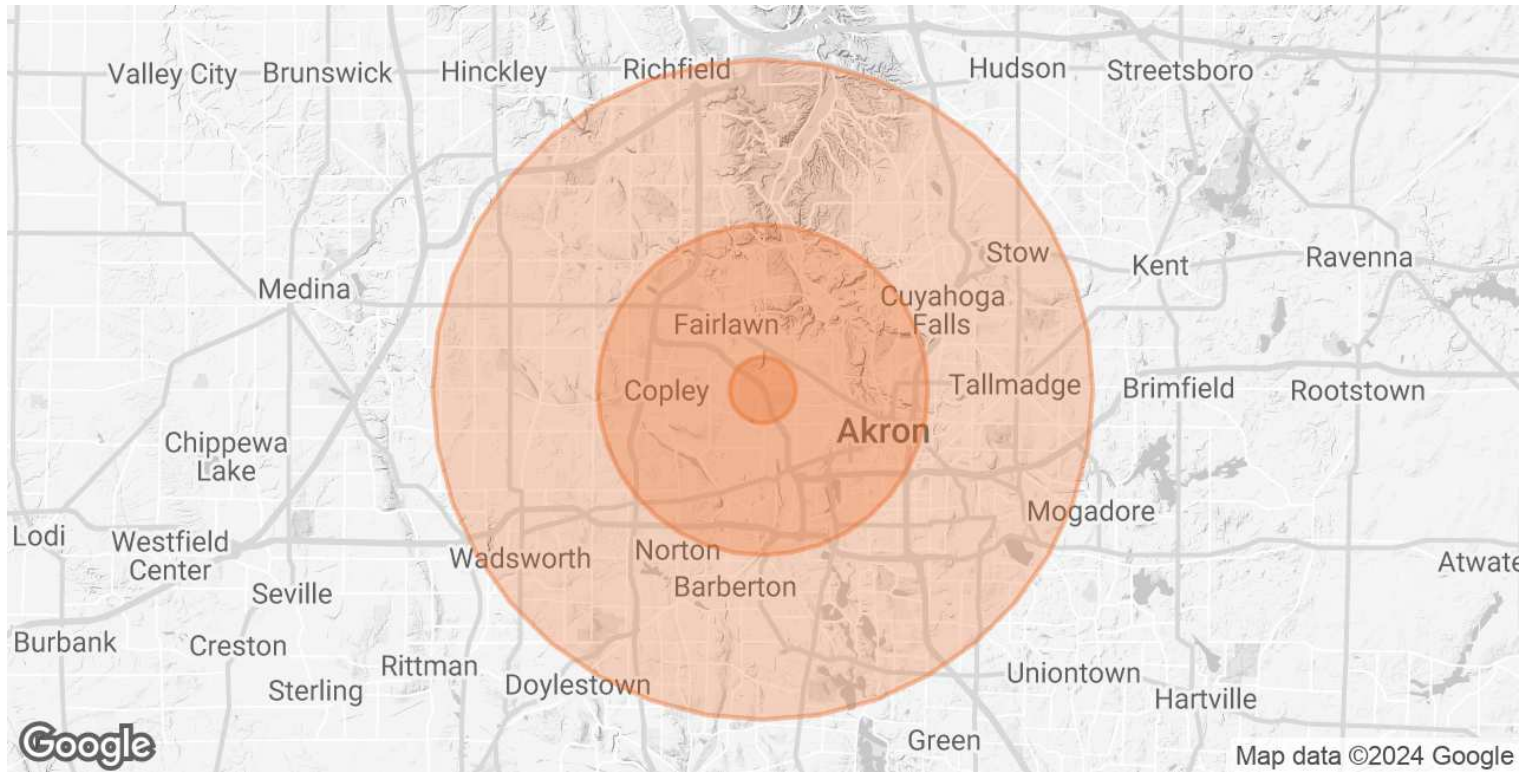 Valley City
Brunswick
Hinckley
Richfield
Hudson
Streetsboro
Stow
Kent
Ravenna
Medina
Cuyahoga
Falls
Fairlawn
Copley
Tallmadge
Brimfield
Rootstown
Akron
Chippewa
Lake
Mogadore
Lodi
Westfield
Center
Wadsworth
Norton
Atwate
Barberton
Seville
Burbank
Creston
Rittman
Sterling
Doylestown
Uniontown
Hartville
Green
Google
Map data ©2024 Google